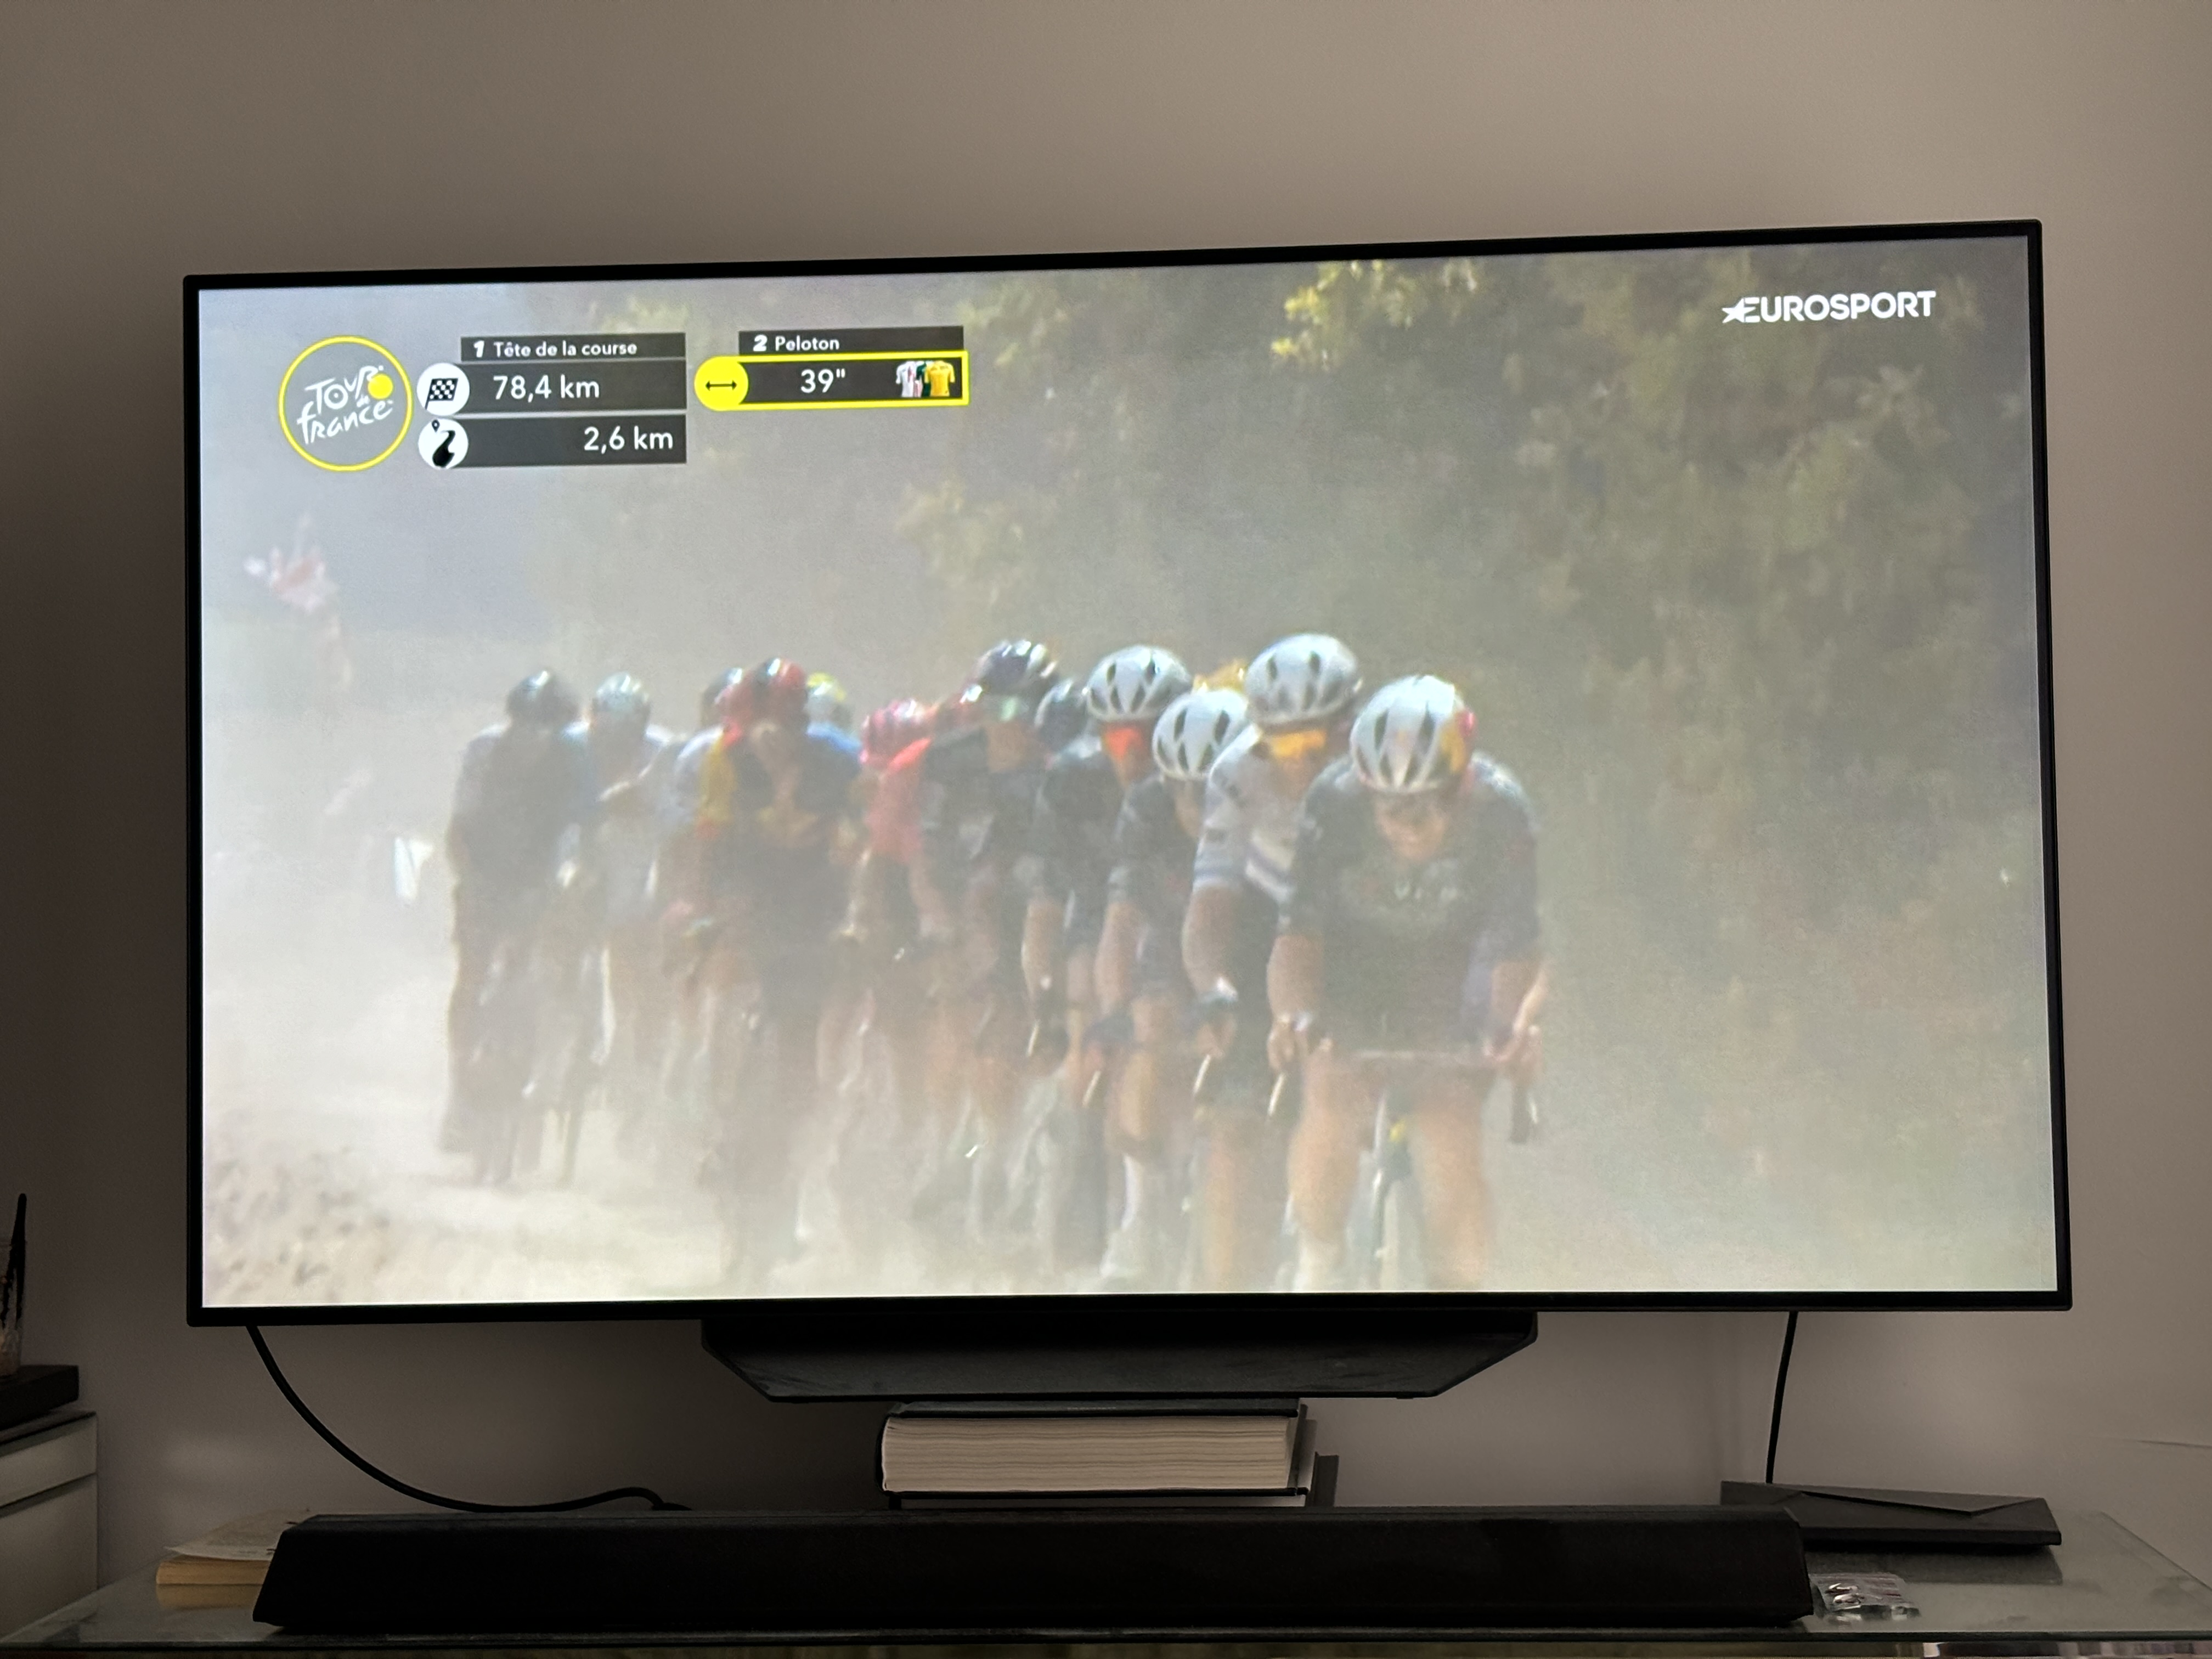 TOUR de france
1 Tête de la course
78,4 km
2,6 km
2 Peloton
39"
EUROSPORT